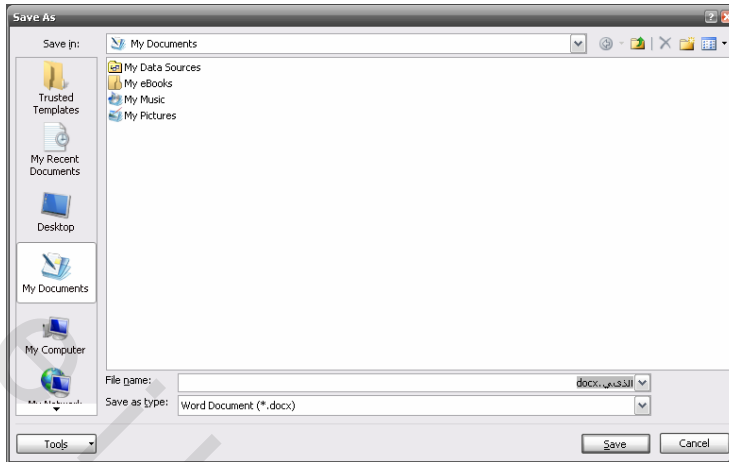 Save As
Save in:
My Documents
My Data Sources
My eBooks
My Music
My Pictures
Trusted
Templates
My Recent
Documents
Desktop
My Documents
My Computer
File name:
Save as type:
Word Document (*.docx)
Tools
Save
Cancel